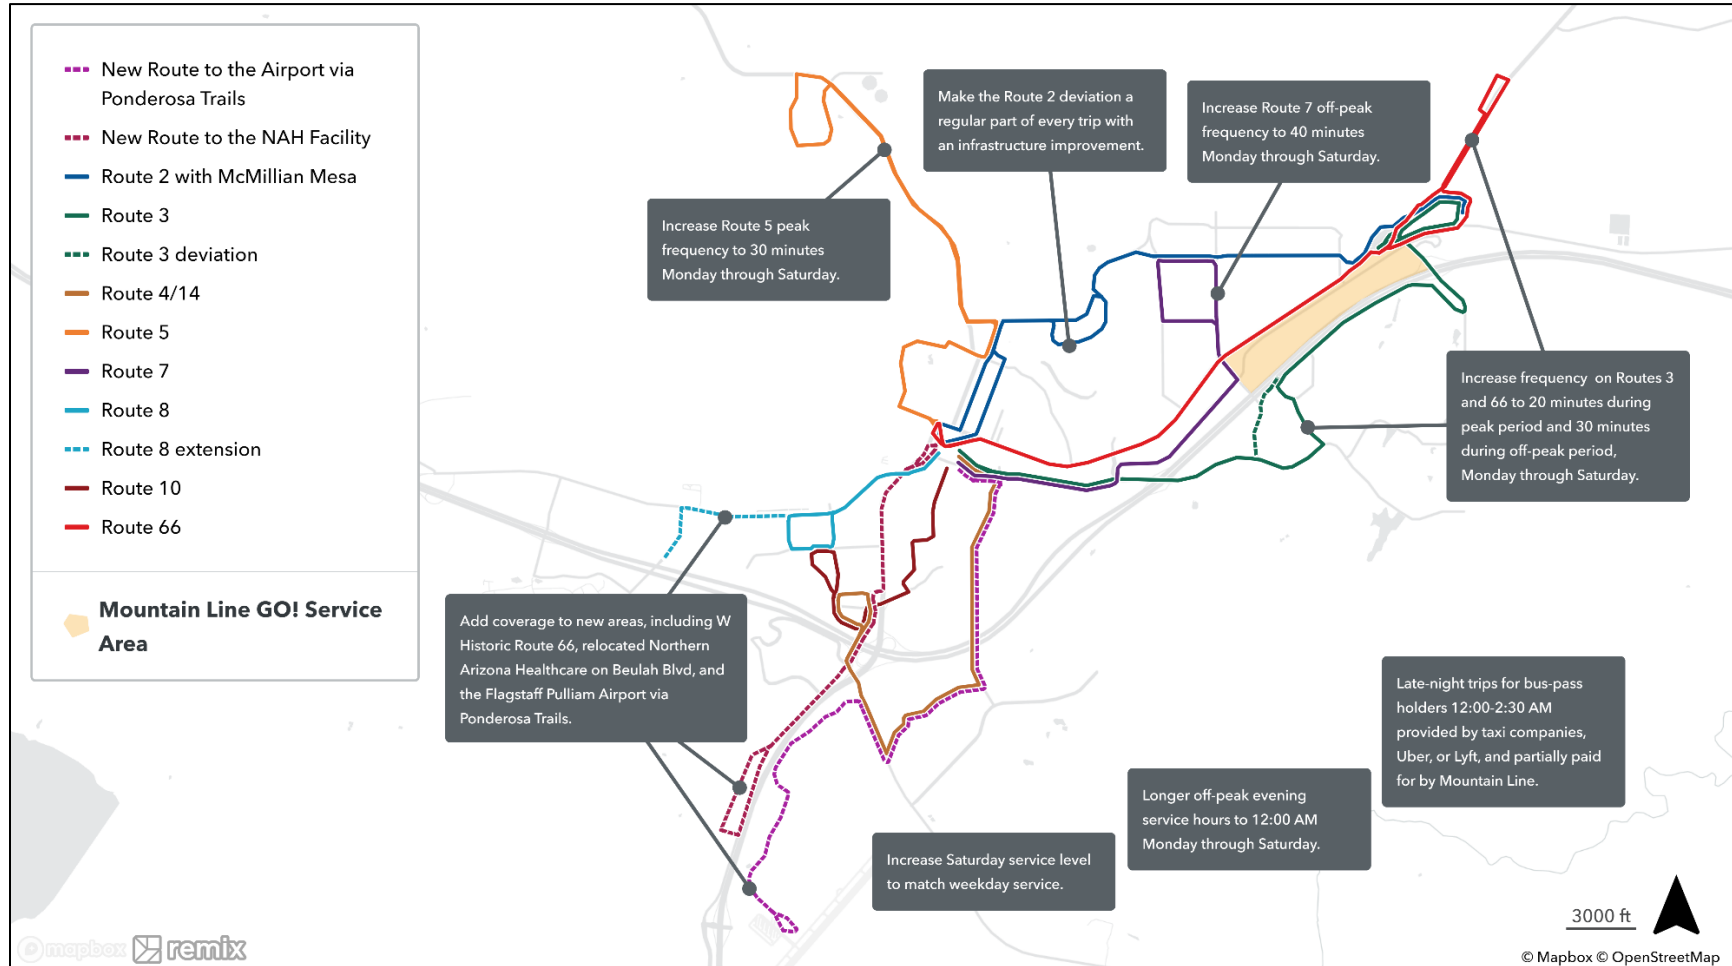 New Route to the Airport via
Ponderosa Trails
New Route to the NAH Facility
Route 2 with McMillian Mesa
Route 3
Route 3 deviation
Route 4/14
Route 5
Route 7
Route 8
Route 8 extension
Route 10
Route 66
Mountain Line GO! Service
Area
Increase Route 5 peak
frequency to 30 minutes
Monday through Saturday.
Make the Route 2 deviation a
regular part of every trip with
an infrastructure improvement.
Increase Route 7 off-peak
frequency to 40 minutes
Monday through Saturday.
Increase frequency on Routes 3
and 66 to 20 minutes during
peak period and 30 minutes
during off-peak period,
Monday through Saturday.
Add coverage to new areas, including W
Historic Route 66, relocated Northern
Arizona Healthcare on Beulah Blvd, and
the Flagstaff Pulliam Airport via
Ponderosa Trails.
Late-night trips for bus-pass
holders 12:00-2:30 AM
provided by taxi companies,
Uber, or Lyft, and partially paid
for by Mountain Line.
Longer off-peak evening
service hours to 12:00 AM
Monday through Saturday.
Increase Saturday service level
to match weekday service.
3000 ft
mapbox remix
© Mapbox © OpenStreetMap